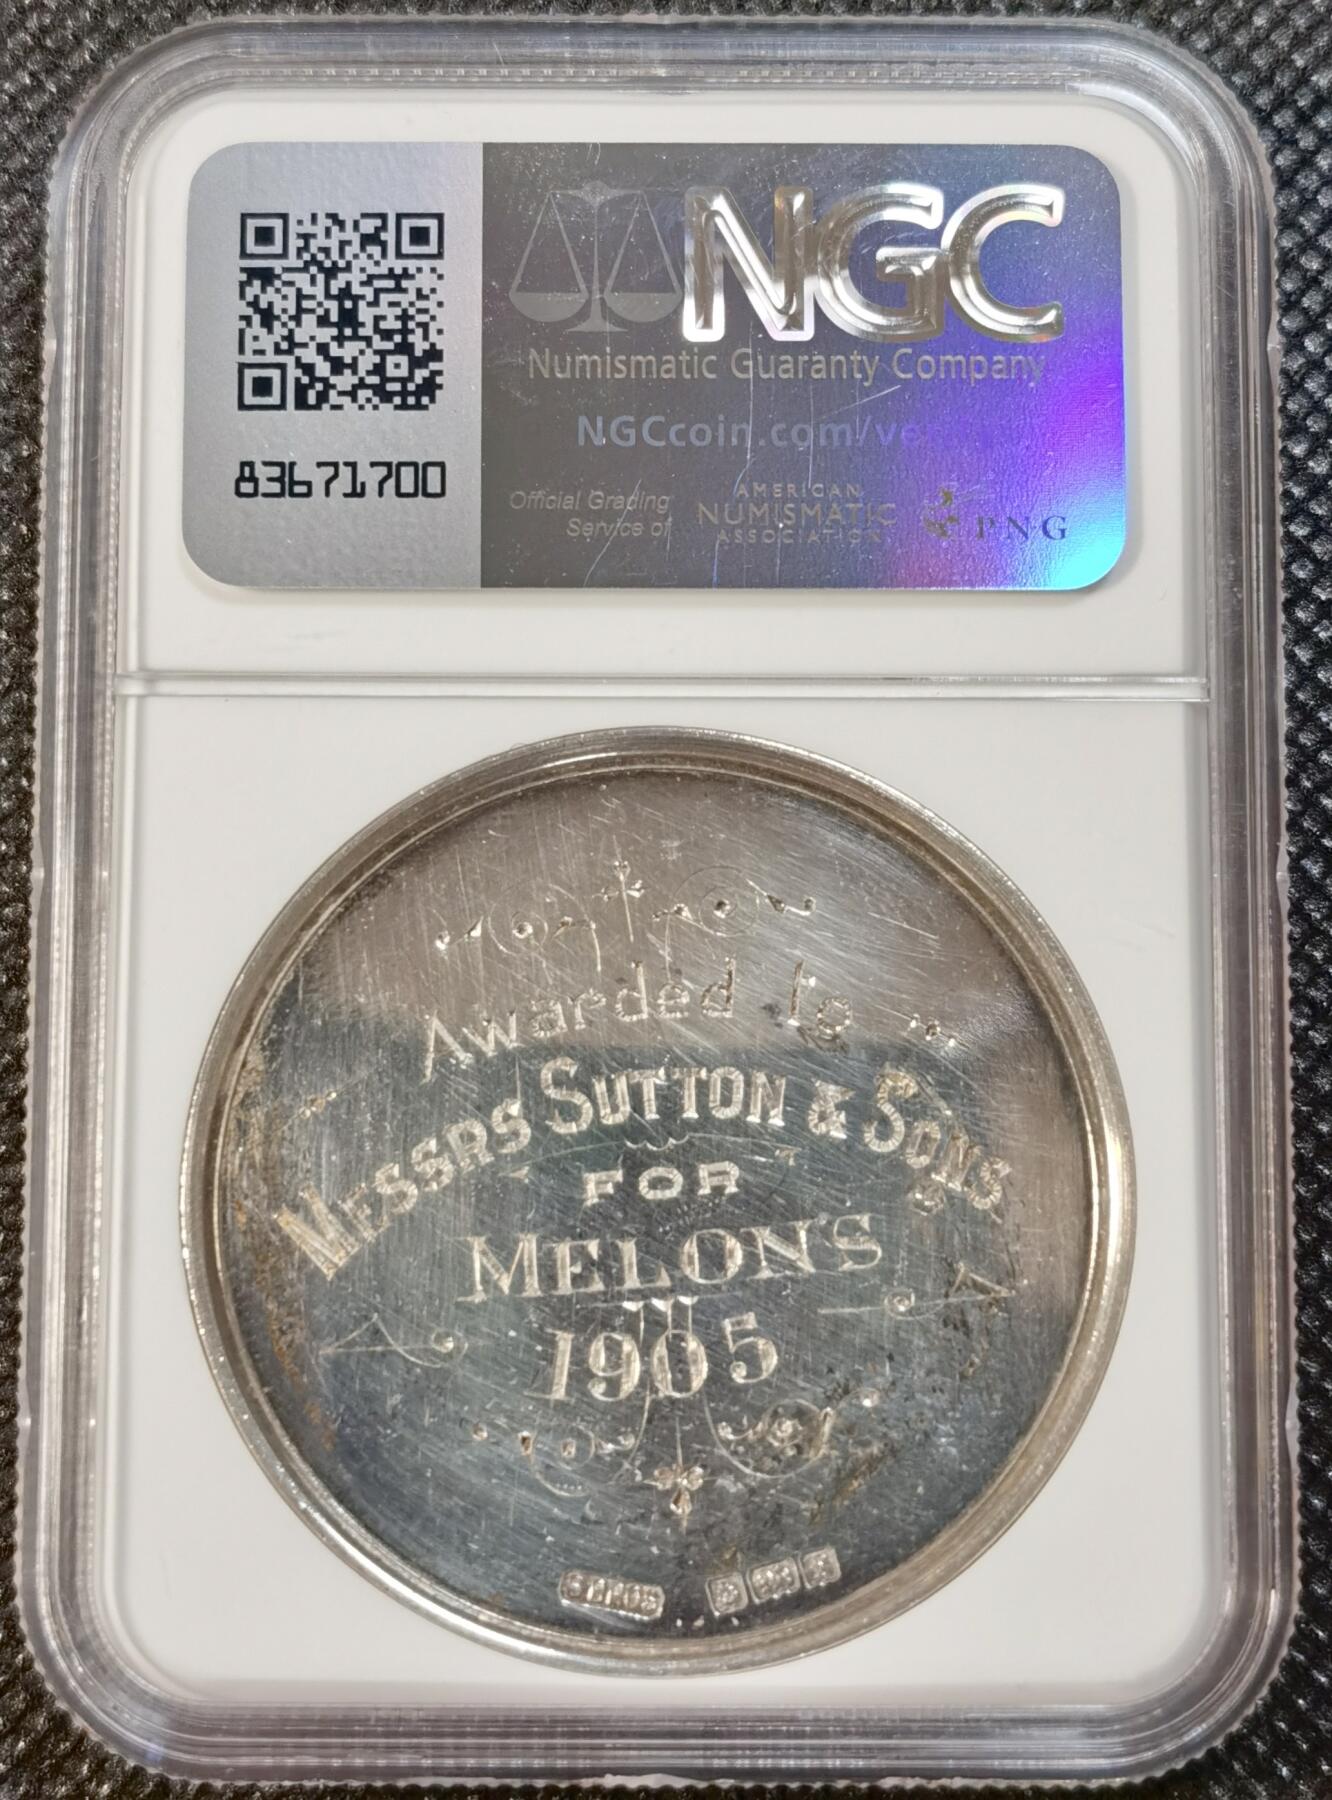 NGC
Numismatic Guaranty Company
NGCcoin.com/ver
83671700
Official Grading
Service of
AMERICAN
NUMISMATIC
ASSOCIATION
PNG
Awarded to
MESSRS SUTTON & SONS
FOR
MELONS
1905